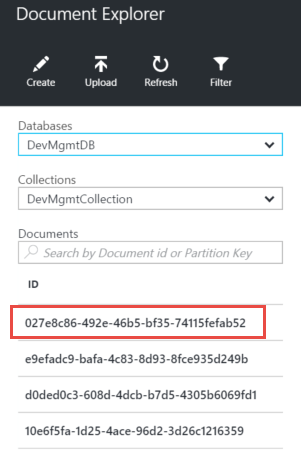 Document Explorer
Create Upload Refresh Filter
Databases
DevMgmtDB
Collections
DevMgmtCollection
Documents
Search by Document id or Partition Key
ID
027e8c86-492e-46b5-bf35-74115fefab52
e9efadc9-bafa-4c83-8d93-8fce935d249b
d0ded0c3-608d-4dcb-b7d5-4305b6069fd1
10e6f5fa-1d25-4ace-96d2-3d26c1216359